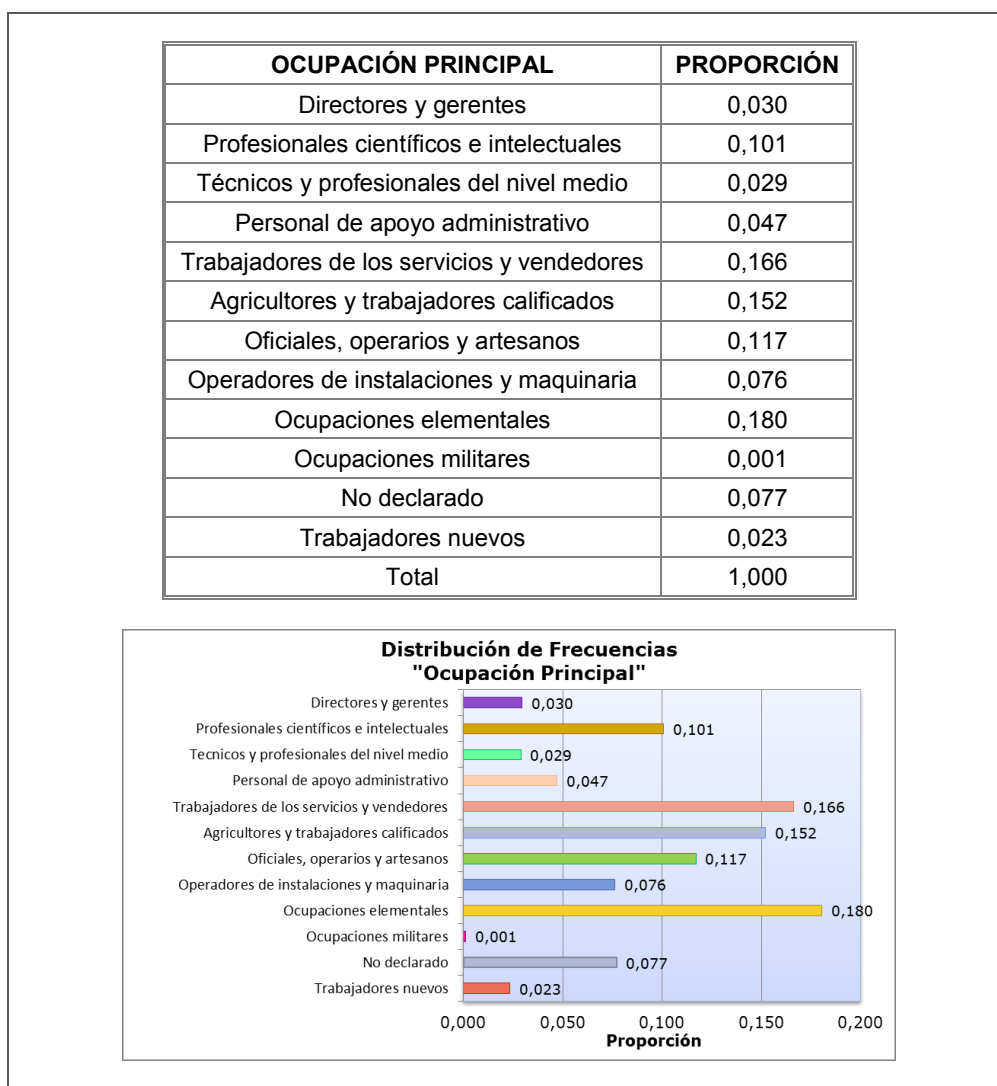 OCUPACIÓN PRINCIPAL PROPORCIÓN
Directores y gerentes 0,030
Profesionales científicos e intelectuales 0,101
Técnicos y profesionales del nivel medio 0,029
Personal de apoyo administrativo 0,047
Trabajadores de los servicios y vendedores 0,166
Agricultores y trabajadores calificados 0,152
Oficiales, operarios y artesanos 0,117
Operadores de instalaciones y maquinaria 0,076
Ocupaciones elementales 0,180
Ocupaciones militares 0,001
No declarado 0,077
Trabajadores nuevos 0,023
Total 1,000
Distribución de Frecuencias
"Ocupación Principal"
Directores y gerentes 0,030
Profesionales científicos e intelectuales 0,101
Tecnicos y profesionales del nivel medio 0,029
Personal de apoyo administrativo 0,047
Trabajadores de los servicios y vendedores 0,166
Agricultores y trabajadores calificados 0,152
Oficiales, operarios y artesanos 0,117
Operadores de instalaciones y maquinaria 0,076
Ocupaciones elementales 0,180
Ocupaciones militares 0,001
No declarado 0,077
Trabajadores nuevos 0,023
0,000 0,050 0,100 0,150 0,200
Proporción